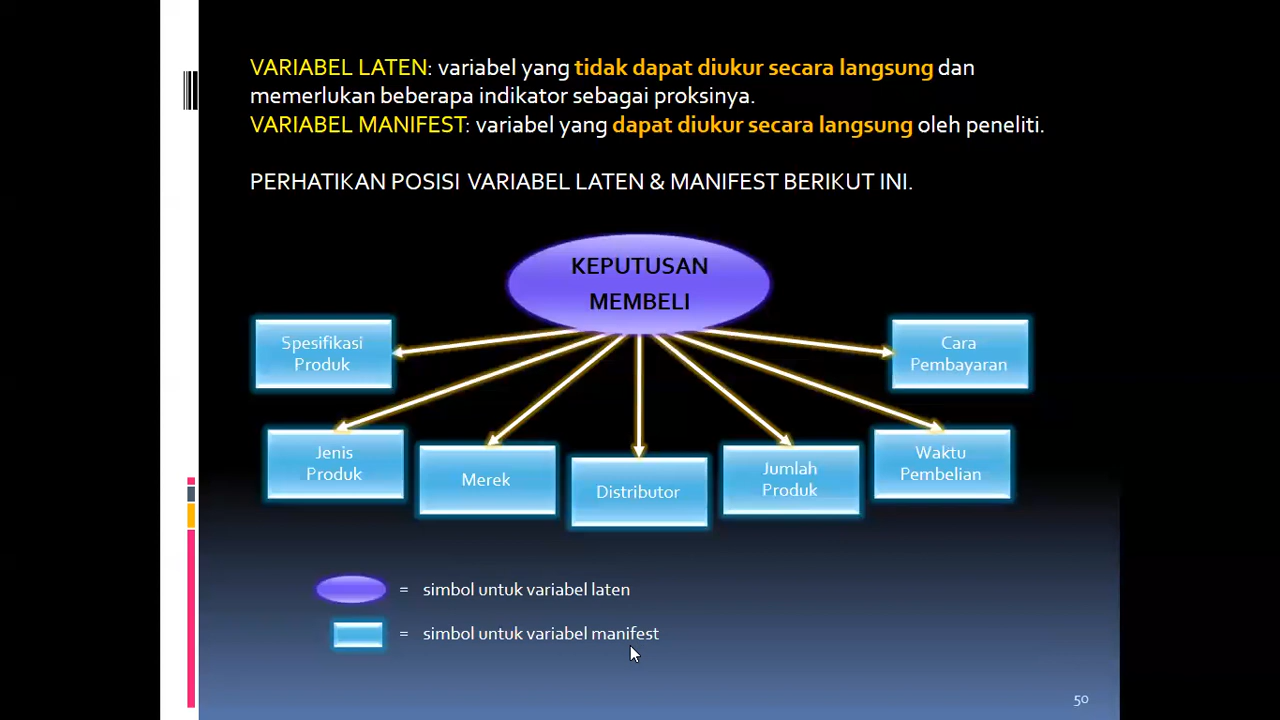 VARIABEL LATEN: variabel yang tidak dapat diukur secara langsung dan
memerlukan beberapa indikator sebagai proksinya.
VARIABEL MANIFEST: variabel yang dapat diukur secara langsung oleh peneliti.
PERHATIKAN POSISI VARIABEL LATEN & MANIFEST BERIKUT INI.
KEPUTUSAN
MEMBELI
Spesifikasi
Produk
Cara
Pembayaran
Jenis
Produk
Merek
Distributor
Jumlah
Produk
Waktu
Pembelian
= simbol untuk variabel laten
= simbol untuk variabel manifest
50